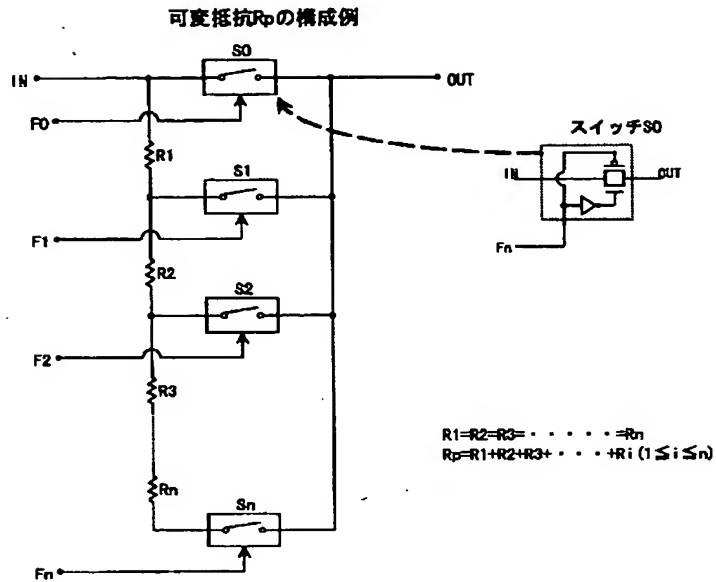 可変抵抗Rpの構成例
S0
IN
OUT
F0
スイッチS0
R1
IN
OUT
S1
Fn
F1
R2
S2
F2
R3
R1=R2=R3=・・・・・=Rn
Rp=R1+R2+R3+・・・・+Ri(1≦i≦n)
Rn
Sn
Fn